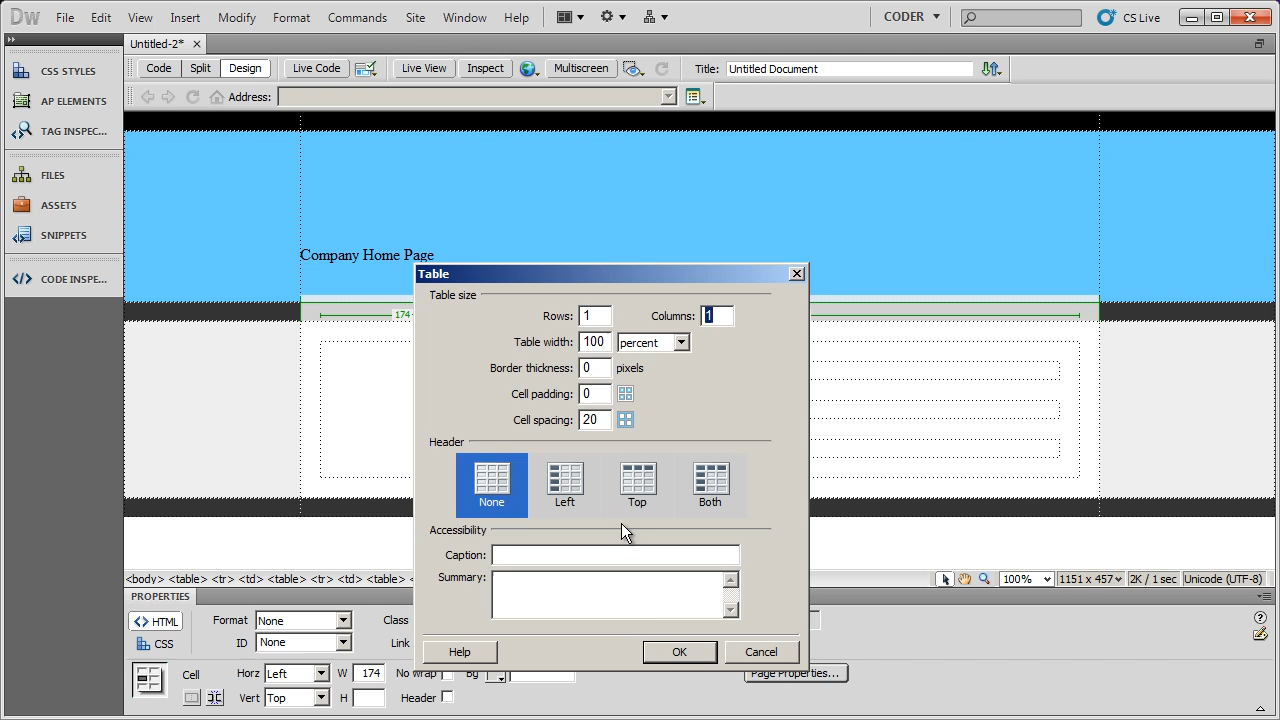 Dw File Edit View Insert Modify Format Commands Site Window Help CODER CS Live
Untitled-2*
Code Split Design Live Code Live View Inspect Multiscreen Title: Untitled Document
Address:
CSS STYLES
AP ELEMENTS
TAG INSPEC...
FILES
ASSETS
SNIPPETS
CODE INSPE...
Company Home Page
174
Table
Table size
Rows: 1 Columns: 1
Table width: 100 percent
Border thickness: 0 pixels
Cell padding: 0
Cell spacing: 20
Header
None Left Top Both
Accessibility
Caption:
Summary:
Help OK Cancel
<body> <table> <tr> <td> <table> <tr> <td> <table> 100% 1151 x 457 2K / 1 sec Unicode (UTF-8)
PROPERTIES
<> HTML Format None Class
CSS ID None Link
Cell Horz Left W 174 No wrap Bg Page Properties...
Vert Top H Header